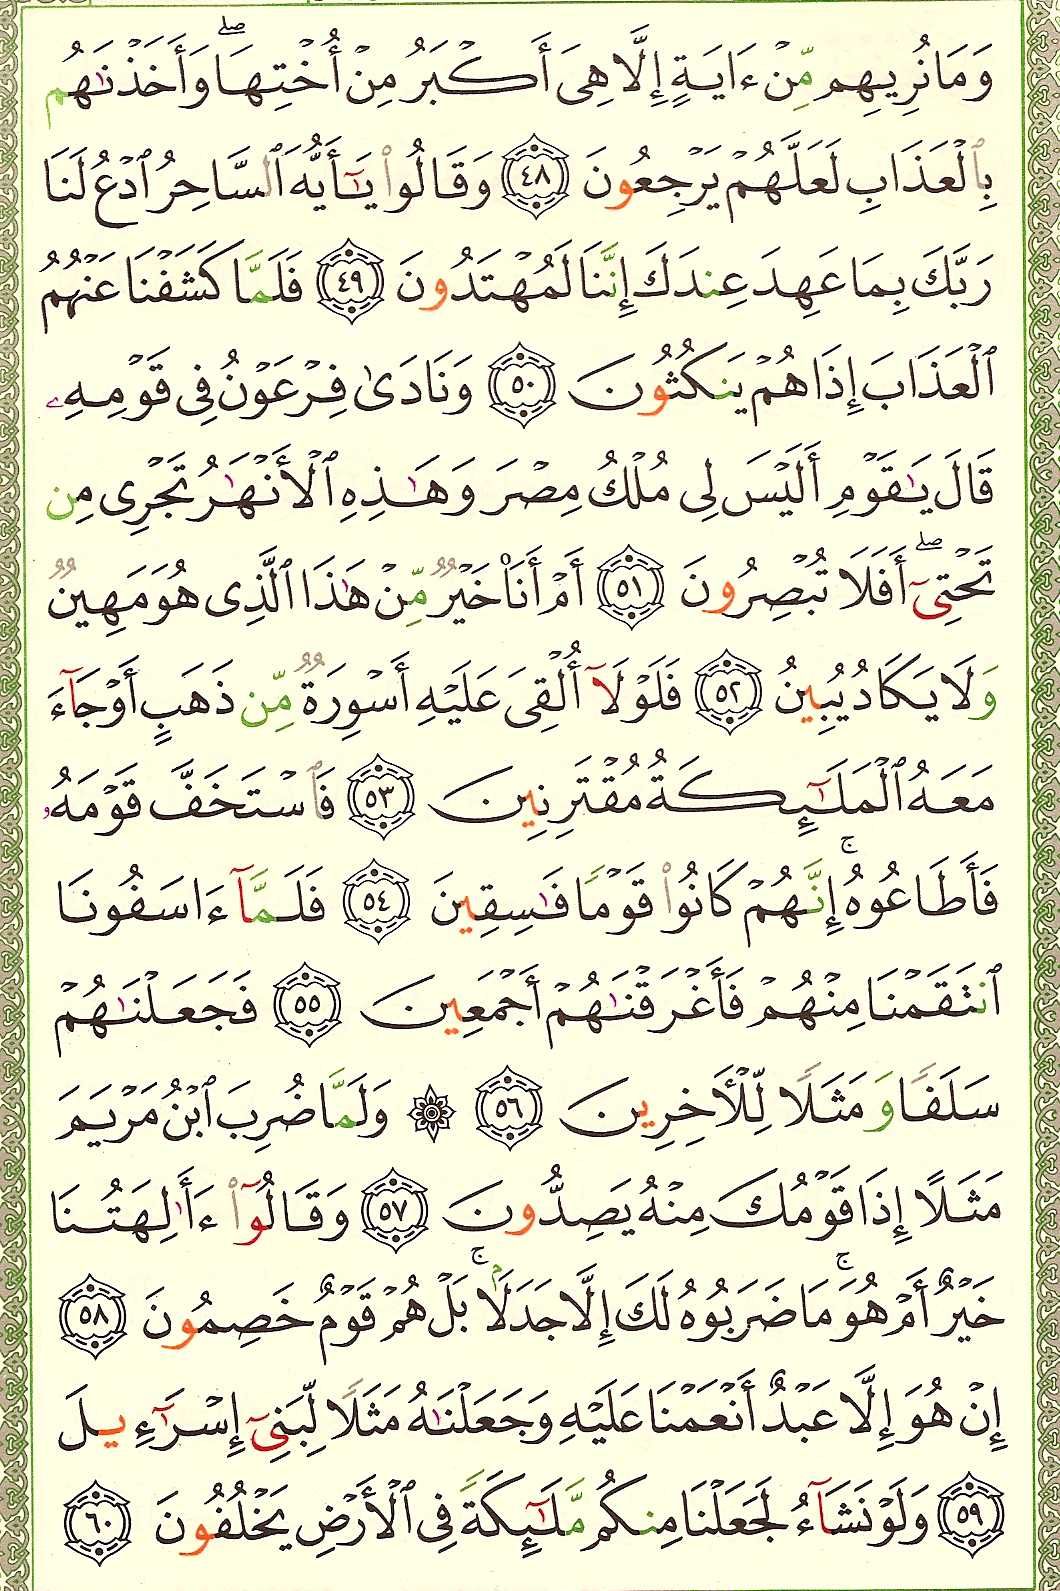 وَمَا نُرِيهِم مِّنْ ءَايَةٍ إِلَّا هِىَ أَكْبَرُ مِنْ أُخْتِهَا ۖ وَأَخَذْنَٰهُم
بِٱلْعَذَابِ لَعَلَّهُمْ يَرْجِعُونَ ﴿٤٨﴾ وَقَالُوا۟ يَٰٓأَيُّهَ ٱلسَّاحِرُ ٱدْعُ لَنَا
رَبَّكَ بِمَا عَهِدَ عِندَكَ إِنَّنَا لَمُهْتَدُونَ ﴿٤٩﴾ فَلَمَّا كَشَفْنَا عَنْهُمُ
ٱلْعَذَابَ إِذَا هُمْ يَنكُثُونَ ﴿٥٠﴾ وَنَادَىٰ فِرْعَوْنُ فِى قَوْمِهِۦ
قَالَ يَٰقَوْمِ أَلَيْسَ لِى مُلْكُ مِصْرَ وَهَٰذِهِ ٱلْأَنْهَٰرُ تَجْرِى مِن
تَحْتِىٓ ۖ أَفَلَا تُبْصِرُونَ ﴿٥١﴾ أَمْ أَنَا۠ خَيْرٌ مِّنْ هَٰذَا ٱلَّذِى هُوَ مَهِينٌ
وَلَا يَكَادُ يُبِينُ ﴿٥٢﴾ فَلَوْلَآ أُلْقِىَ عَلَيْهِ أَسْوِرَةٌ مِّن ذَهَبٍ أَوْ جَآءَ
مَعَهُ ٱلْمَلَٰٓئِكَةُ مُقْتَرِنِينَ ﴿٥٣﴾ فَٱسْتَخَفَّ قَوْمَهُۥ
فَأَطَاعُوهُ ۚ إِنَّهُمْ كَانُوا۟ قَوْمًا فَٰسِقِينَ ﴿٥٤﴾ فَلَمَّآ ءَاسَفُونَا
ٱنتَقَمْنَا مِنْهُمْ فَأَغْرَقْنَٰهُمْ أَجْمَعِينَ ﴿٥٥﴾ فَجَعَلْنَٰهُمْ
سَلَفًا وَمَثَلًا لِّلْأَخِرِينَ ﴿٥٦﴾ ۞ وَلَمَّا ضُرِبَ ٱبْنُ مَرْيَمَ
مَثَلًا إِذَا قَوْمُكَ مِنْهُ يَصِدُّونَ ﴿٥٧﴾ وَقَالُوٓا۟ ءَأَٰلِهَتُنَا
خَيْرٌ أَمْ هُوَ ۚ مَا ضَرَبُوهُ لَكَ إِلَّا جَدَلًۢا ۚ بَلْ هُمْ قَوْمٌ خَصِمُونَ ﴿٥٨﴾
إِنْ هُوَ إِلَّا عَبْدٌ أَنْعَمْنَا عَلَيْهِ وَجَعَلْنَٰهُ مَثَلًا لِّبَنِىٓ إِسْرَٰٓءِيلَ
﴿٥٩﴾ وَلَوْ نَشَآءُ لَجَعَلْنَا مِنكُم مَّلَٰٓئِكَةً فِى ٱلْأَرْضِ يَخْلُفُونَ ﴿٦٠﴾